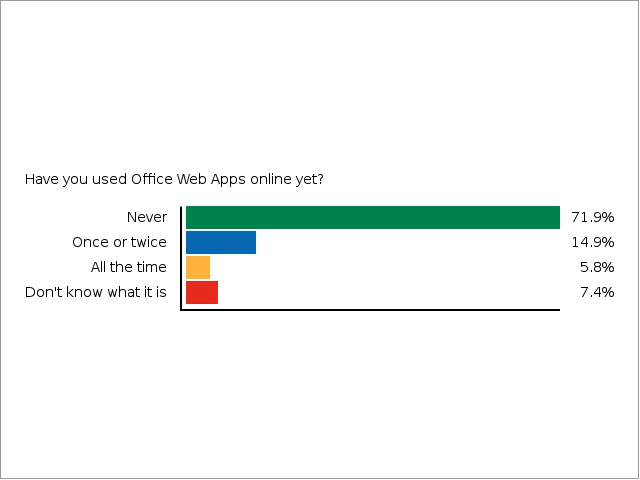 Have you used Office Web Apps online yet?
Never 71.9%
Once or twice 14.9%
All the time 5.8%
Don't know what it is 7.4%